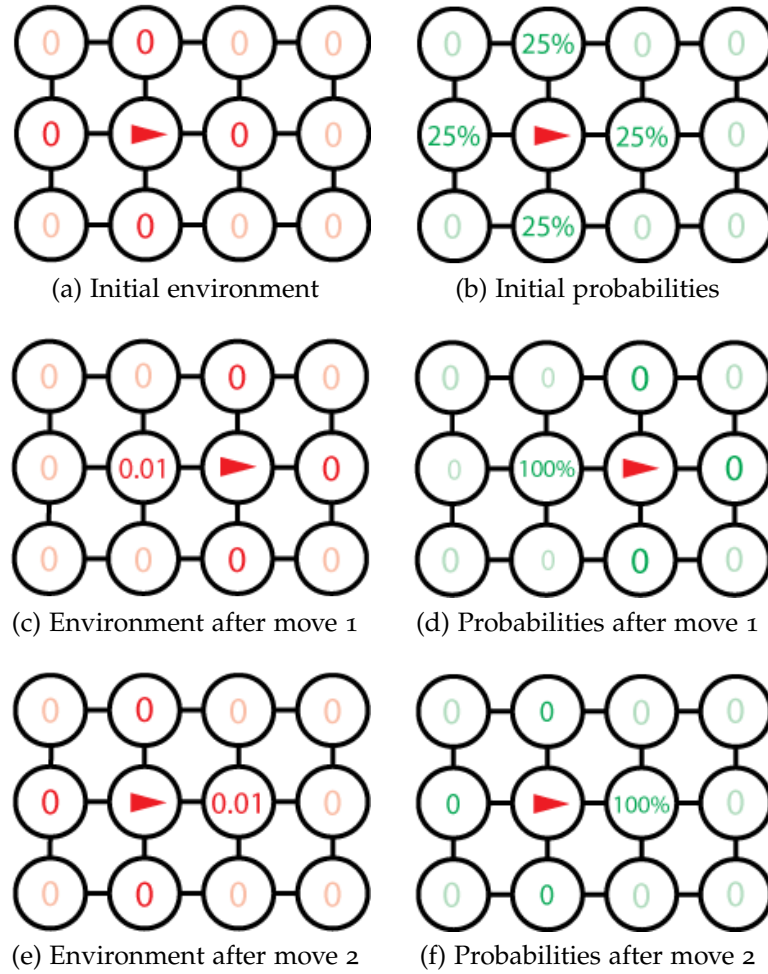 0 0 0 0
0 0 0
0 0 0 0
(a) Initial environment
0 25% 0 0
25% 25% 0
0 25% 0 0
(b) Initial probabilities
0 0 0 0
0 0.01 0
0 0 0 0
(c) Environment after move 1
0 0 0 0
0 100% 0
0 0 0 0
(d) Probabilities after move 1
0 0 0 0
0 0.01 0
0 0 0 0
(e) Environment after move 2
0 0 0 0
0 100% 0
0 0 0 0
(f) Probabilities after move 2